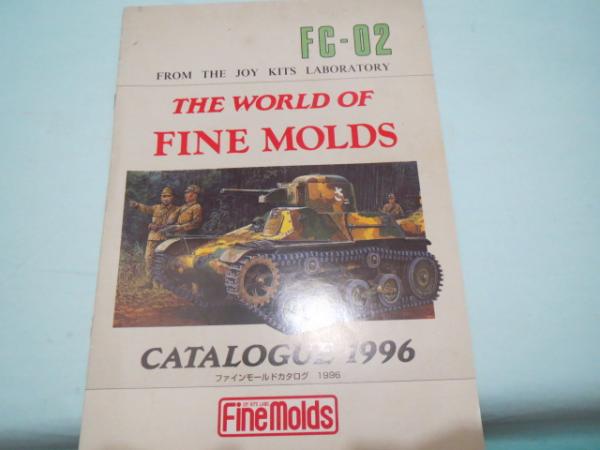 FC-02
FROM THE JOY KITS LABORATORY
THE WORLD OF
FINE MOLDS
CATALOGUE 1996
ファインモールドカタログ 1996
FineMolds